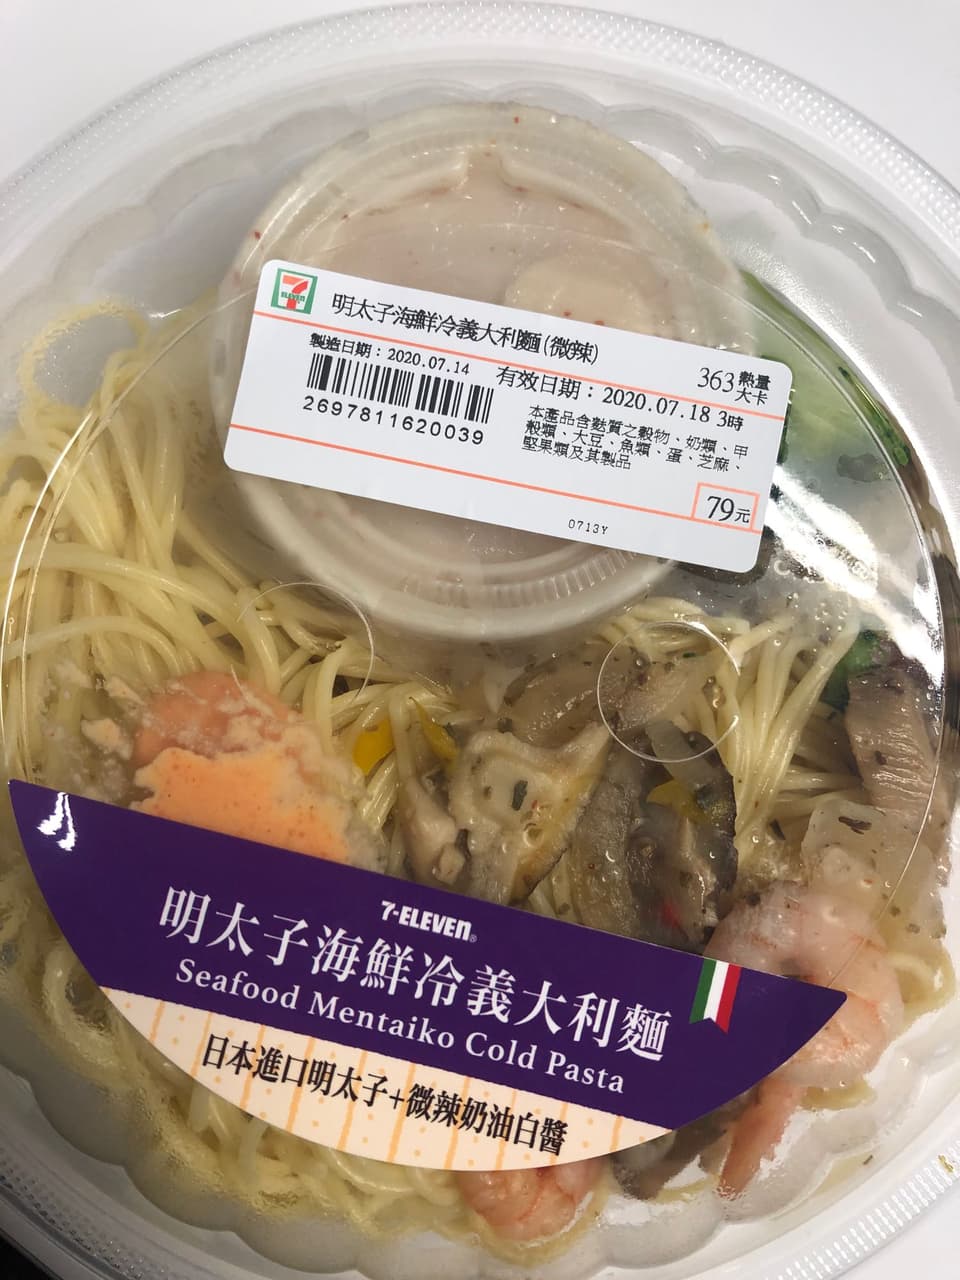 7
ELEVEN
明太子海鮮冷義大利麵(微辣)
製造日期：2020.07.14
363 熱量大卡
有效日期：2020.07.18 3時
2697811620039
本產品含麩質之穀物、奶類、甲
殼類、大豆、魚類、蛋、芝麻、
堅果類及其製品
79元
0713Y
7-ELEVEN®
明太子海鮮冷義大利麵
Seafood Mentaiko Cold Pasta
日本進口明太子+微辣奶油白醬